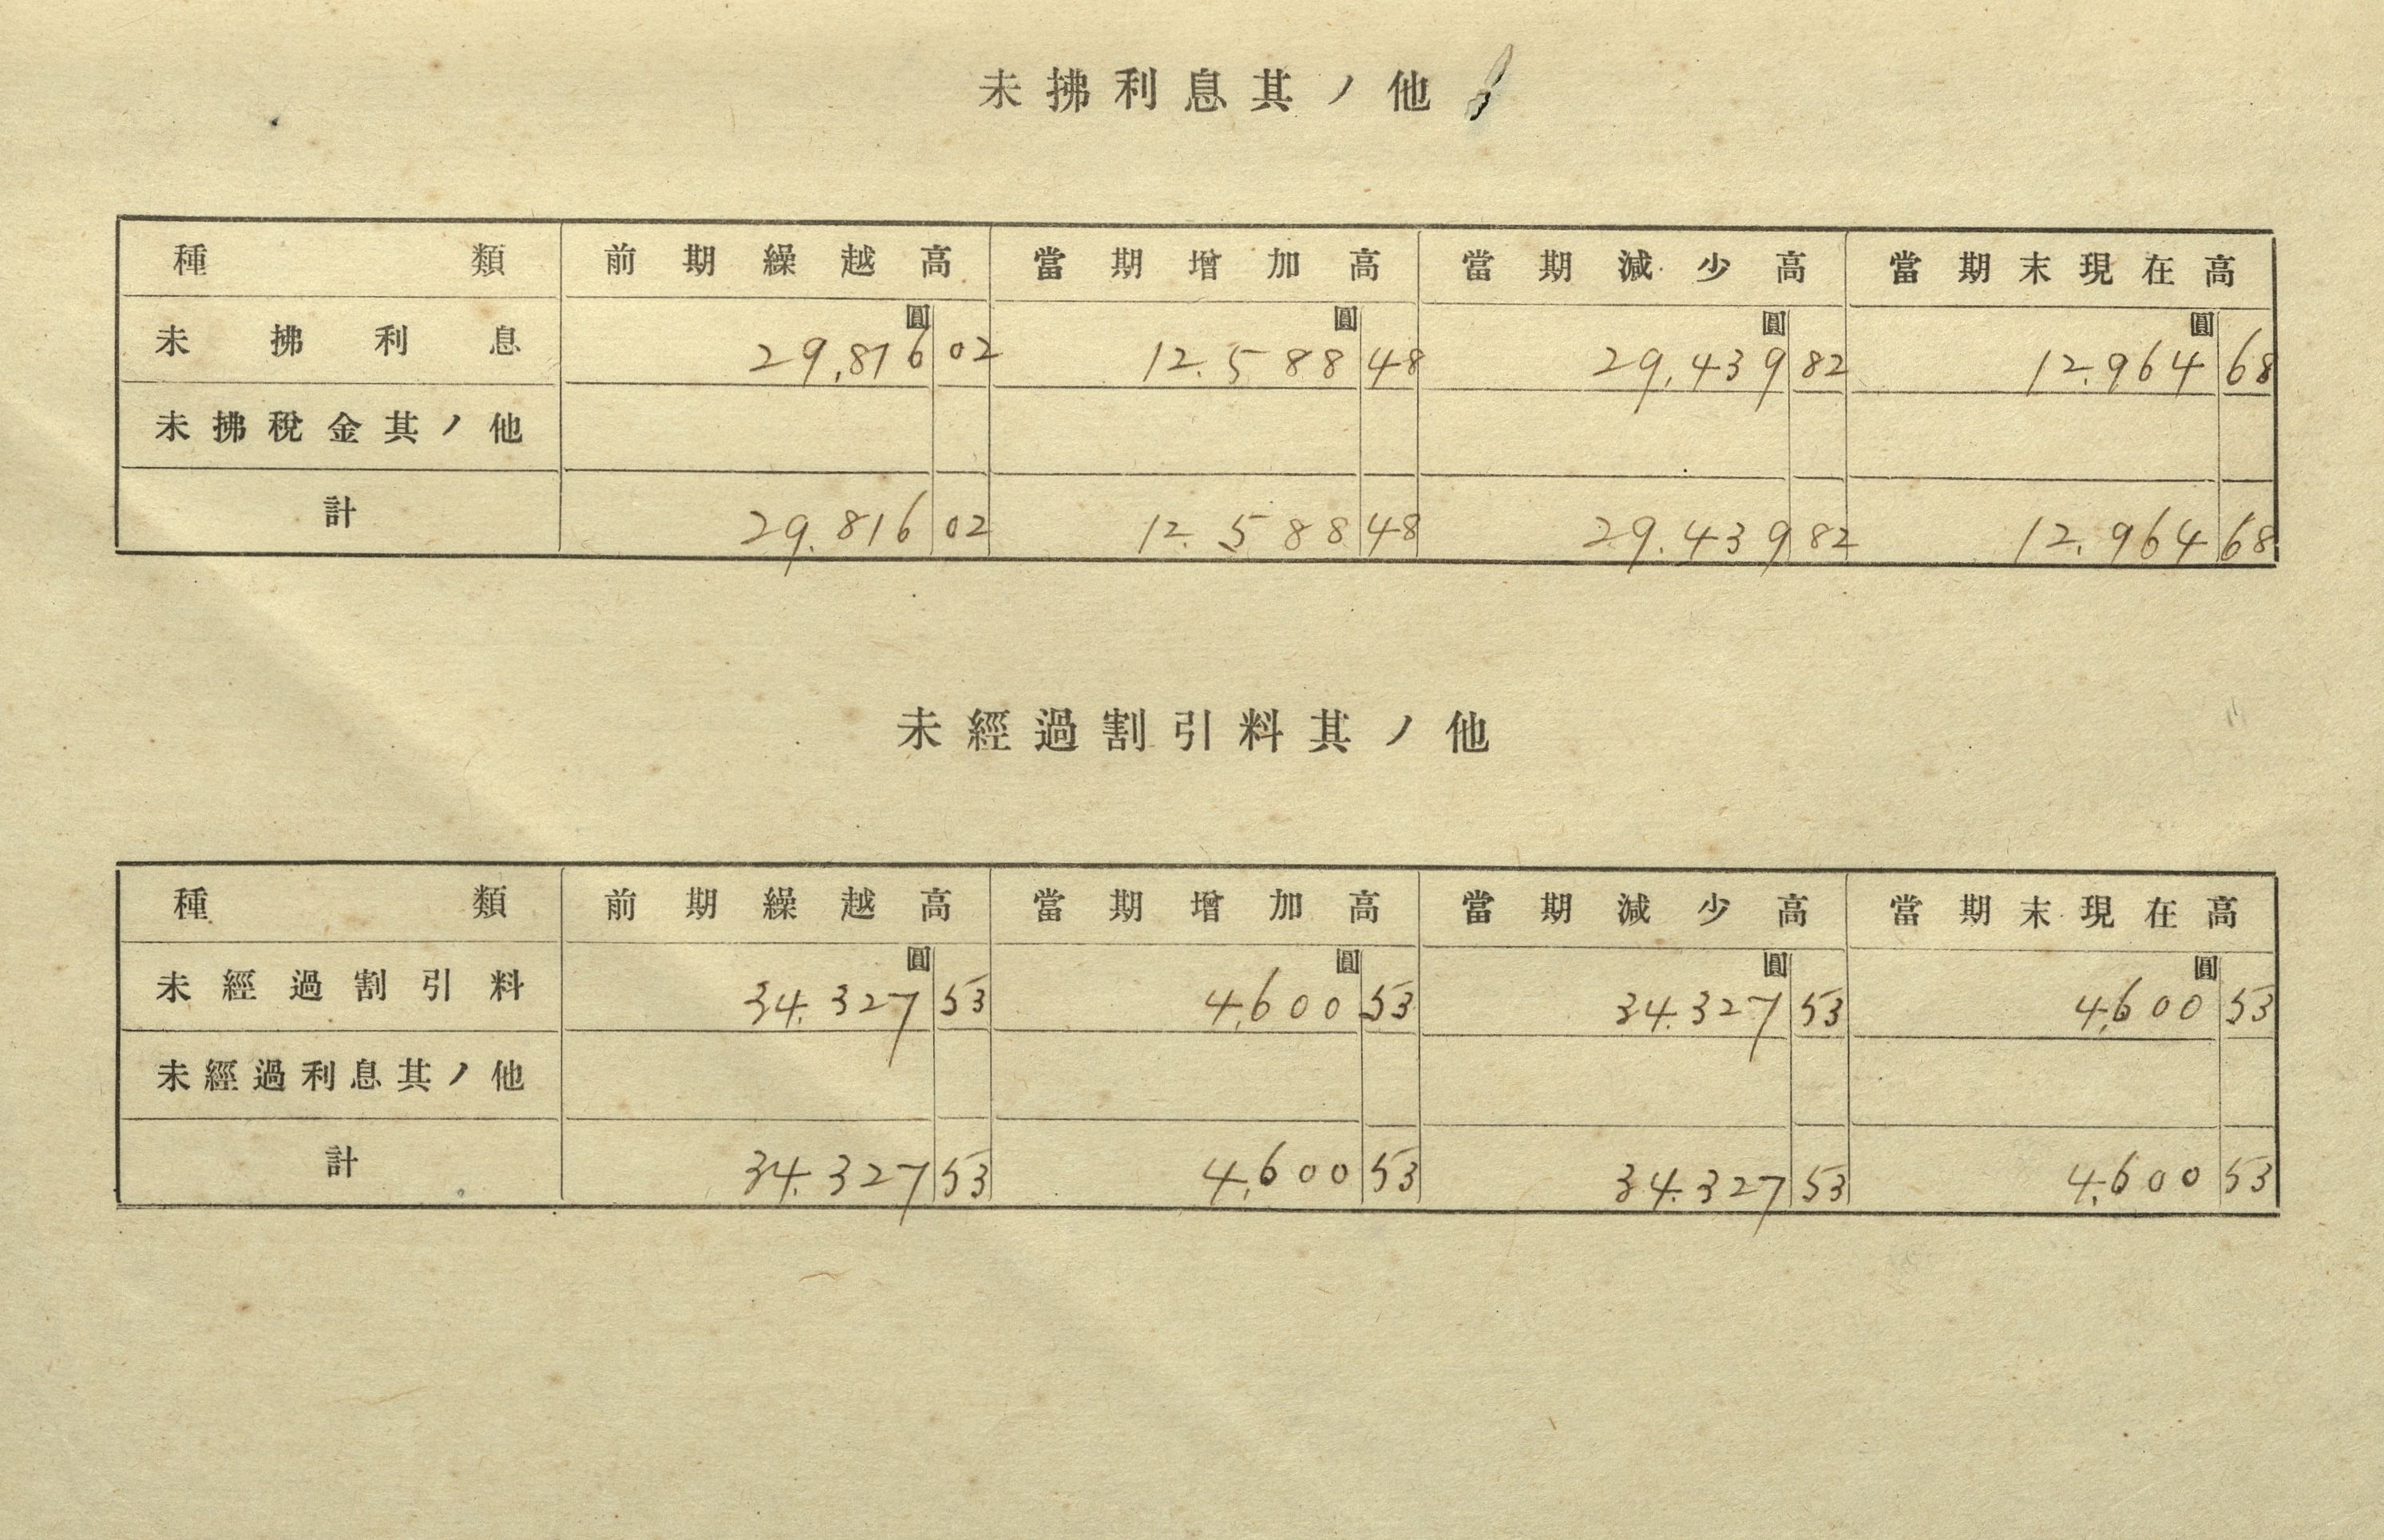 未拂利息其ノ他
種類 前期繰越高 當期增加高 當期減少高 當期末現在高
圓 圓 圓 圓
未拂利息 29,816 02 12.588 48 29,439 82 12,964 68
未拂稅金其ノ他
計 29.816 02 12.588 48 29.439 82 12,964 68
未經過割引料其ノ他
種類 前期繰越高 當期增加高 當期減少高 當期末現在高
圓 圓 圓 圓
未經過割引料 34.327 53 4,600 53 34.327 53 4,600 53
未經過利息其ノ他
計 34.327 53 4,600 53 34.327 53 4,600 53